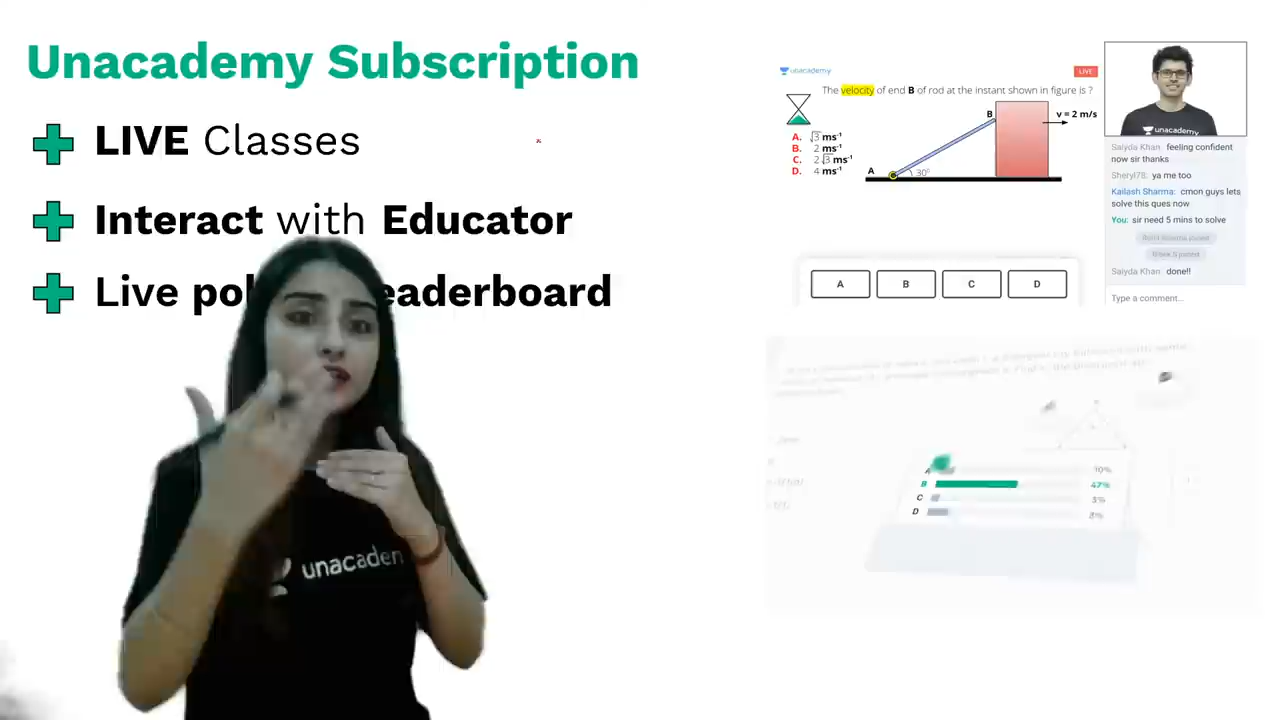 Unacademy Subscription
LIVE Classes
Interact with Educator
Live pol eaderboard
unacaden
unacademy
LIVE
The velocity of end B of rod at the instant shown in figure is ?
A. √3 ms⁻¹
B. 2 ms⁻¹
C. 2√3 ms⁻¹
D. 4 ms⁻¹
B
v = 2 m/s
A
30°
A B C D
unacademy
Saiyda Khan feeling confident
now sir thanks
Sheryl78: ya me too
Kailash Sharma: cmon guys lets
solve this ques now
You: sir need 5 mins to solve
Saiyda Khan done!!
Type a comment...
A 10%
B 47%
C
D